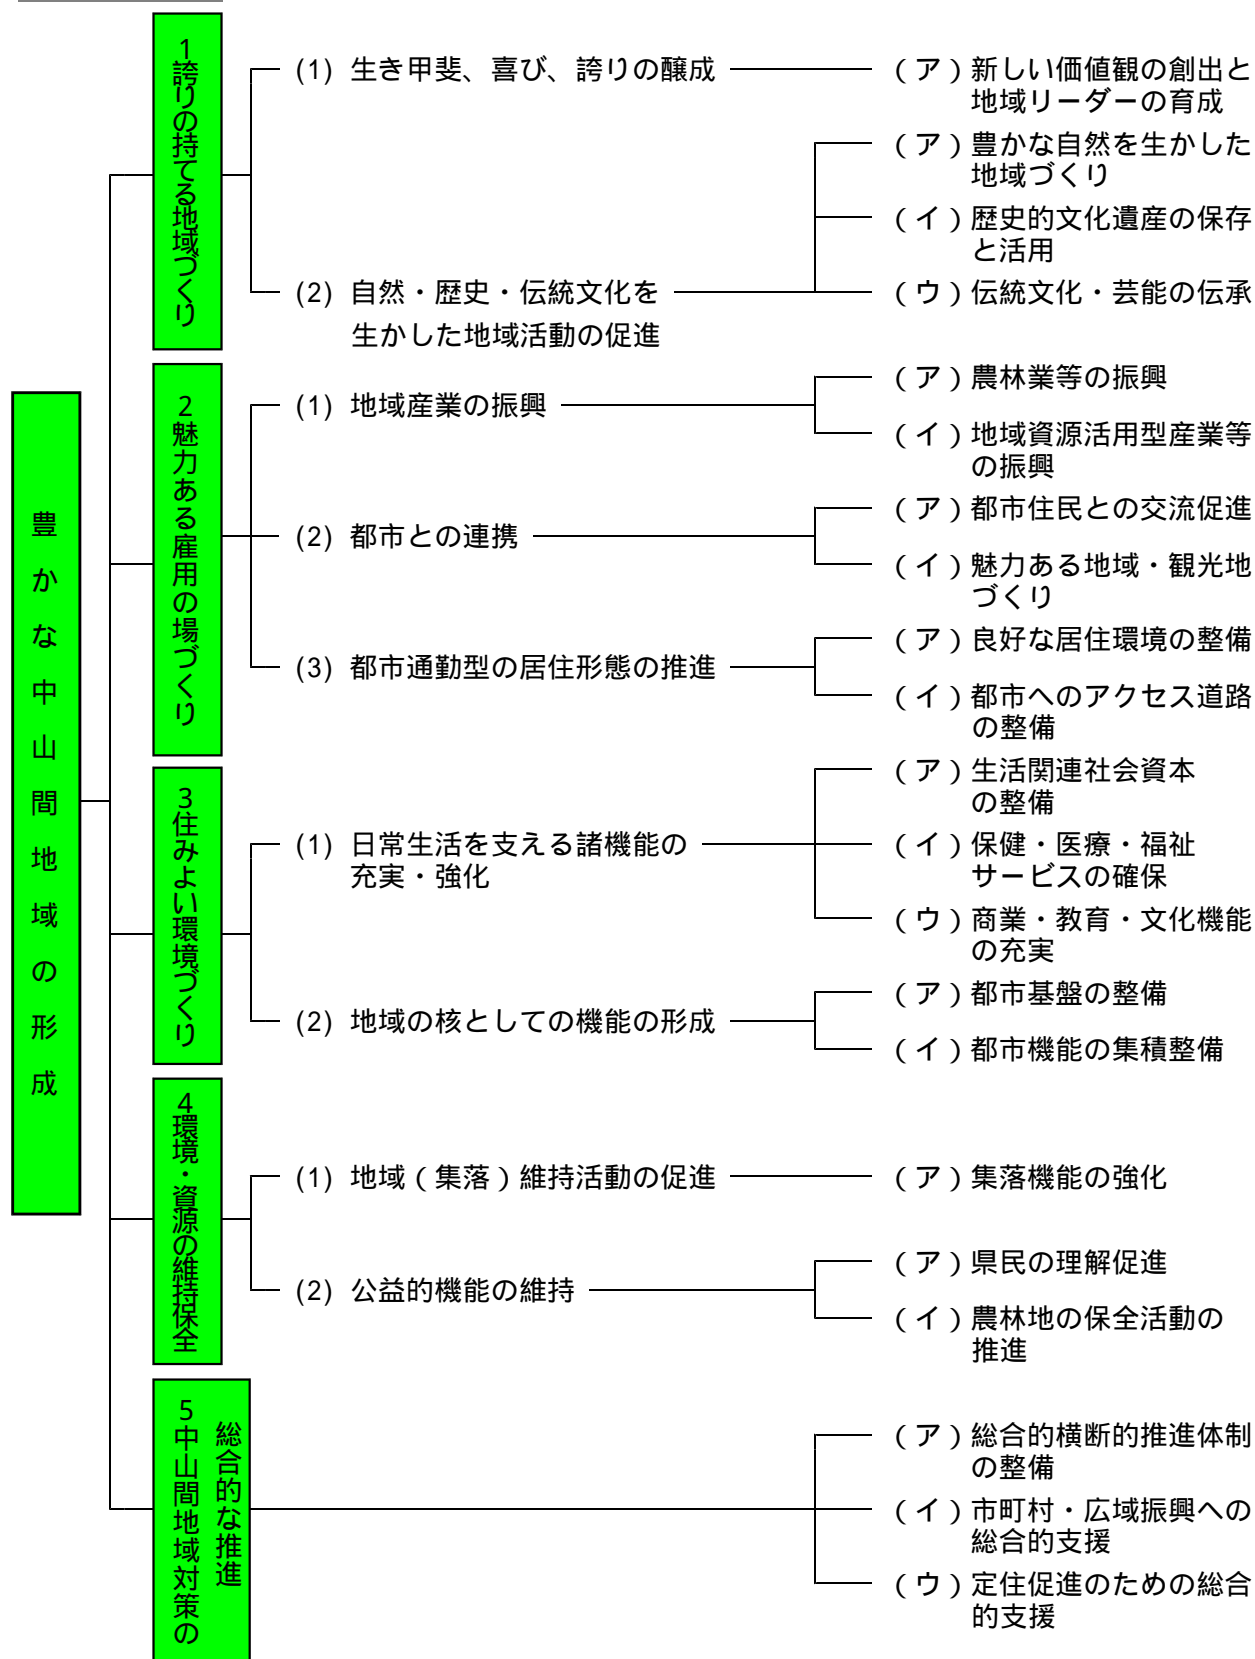 豊かな中山間地域の形成
1誇りの持てる地域づくり
(1) 生き甲斐、喜び、誇りの醸成
(ア)新しい価値観の創出と
地域リーダーの育成
(2) 自然・歴史・伝統文化を
生かした地域活動の促進
(ア)豊かな自然を生かした
地域づくり
(イ)歴史的文化遺産の保存
と活用
(ウ)伝統文化・芸能の伝承
2魅力ある雇用の場づくり
(1) 地域産業の振興
(ア)農林業等の振興
(イ)地域資源活用型産業等
の振興
(2) 都市との連携
(ア)都市住民との交流促進
(イ)魅力ある地域・観光地
づくり
(3) 都市通勤型の居住形態の推進
(ア)良好な居住環境の整備
(イ)都市へのアクセス道路
の整備
3住みよい環境づくり
(1) 日常生活を支える諸機能の
充実・強化
(ア)生活関連社会資本
の整備
(イ)保健・医療・福祉
サービスの確保
(ウ)商業・教育・文化機能
の充実
(2) 地域の核としての機能の形成
(ア)都市基盤の整備
(イ)都市機能の集積整備
4環境・資源の維持保全
(1) 地域(集落)維持活動の促進
(ア)集落機能の強化
(2) 公益的機能の維持
(ア)県民の理解促進
(イ)農林地の保全活動の
推進
5中山間地域対策の
総合的な推進
(ア)総合的横断的推進体制
の整備
(イ)市町村・広域振興への
総合的支援
(ウ)定住促進のための総合
的支援